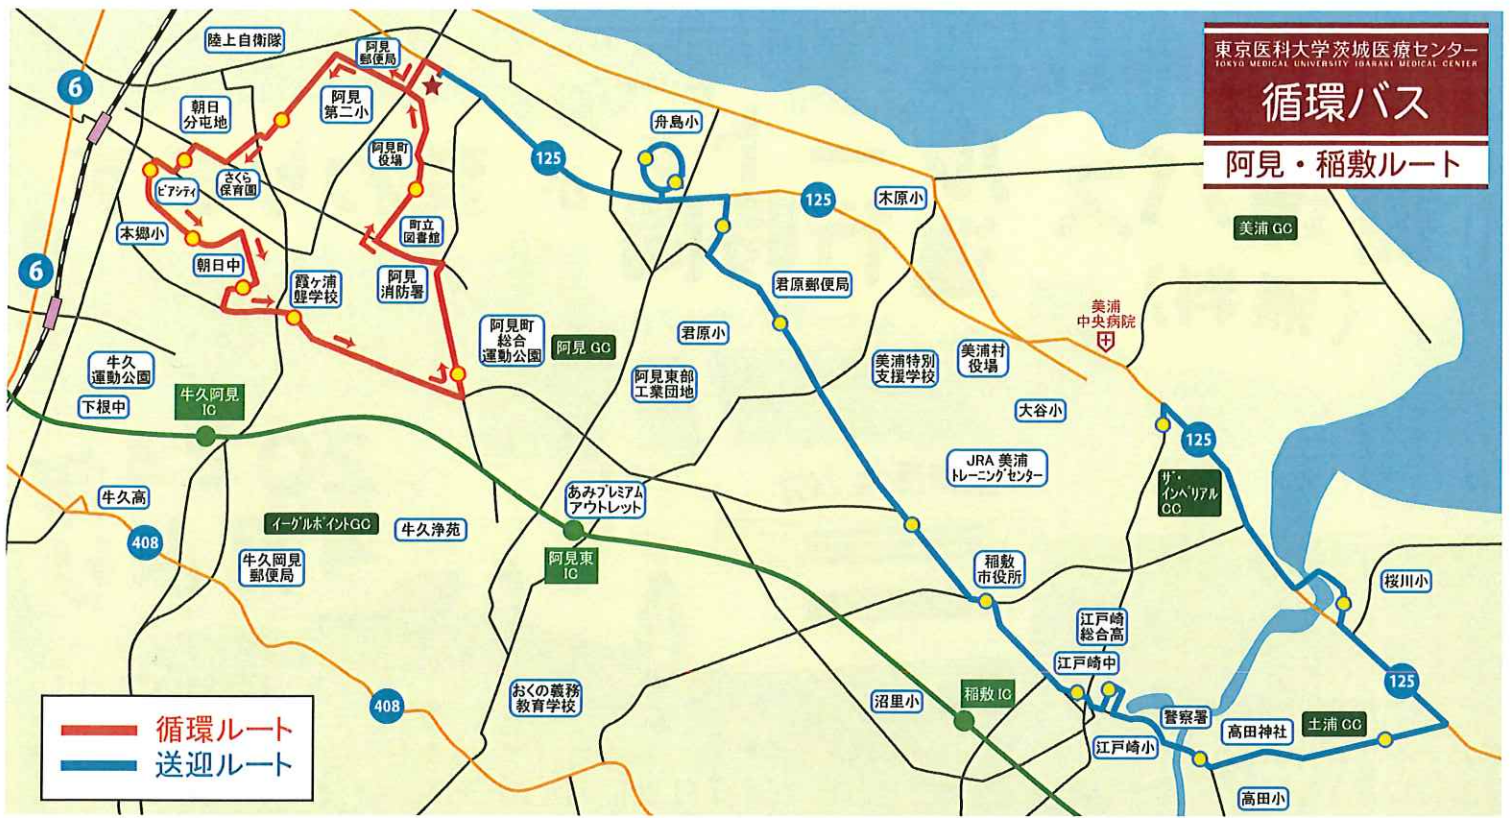 東京医科大学茨城医療センター
TOKYO MEDICAL UNIVERSITY IBARAKI MEDICAL CENTER
循環バス
阿見・稲敷ルート
陸上自衛隊
阿見
郵便局
6
朝日
分屯地
阿見
第二小
舟島小
125
阿見町
役場
ピアシティ
さくら
保育園
125
木原小
本郷小
町立
図書館
美浦 GC
6
朝日中
霞ヶ浦
聾学校
阿見
消防署
君原郵便局
美浦
中央病院
阿見町
総合
運動公園
阿見 GC
君原小
美浦特別
支援学校
美浦村
役場
牛久
運動公園
阿見東部
工業団地
下根中
牛久阿見
IC
大谷小
125
JRA 美浦
トレーニングセンター
ザ・
インペリアル
CC
牛久高
イーグルポイントGC
牛久浄苑
あみプレミアム
アウトレット
408
牛久岡見
郵便局
阿見東
IC
稲敷
市役所
桜川小
江戸崎
総合高
江戸崎中
125
おくの義務
教育学校
沼里小
稲敷 IC
408
警察署
高田神社
土浦 CC
江戸崎小
高田小
循環ルート
送迎ルート